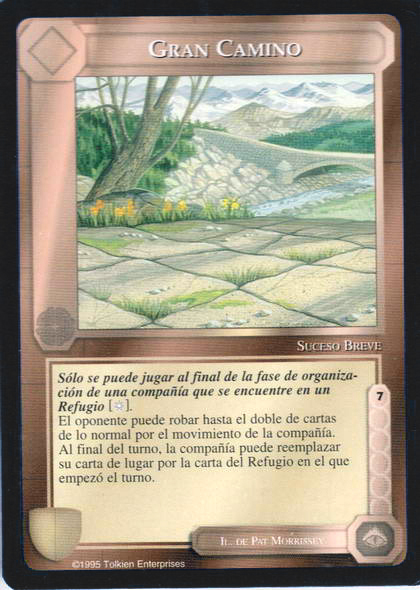 GRAN CAMINO
SUCESO BREVE
Sólo se puede jugar al final de la fase de organiza-
ción de una compañía que se encuentre en un
Refugio [ ].
El oponente puede robar hasta el doble de cartas
de lo normal por el movimiento de la compañía.
Al final del turno, la compañía puede reemplazar
su carta de lugar por la carta del Refugio en el que
empezó el turno.
7
IL. DE PAT MORRISSEY
©1995 Tolkien Enterprises